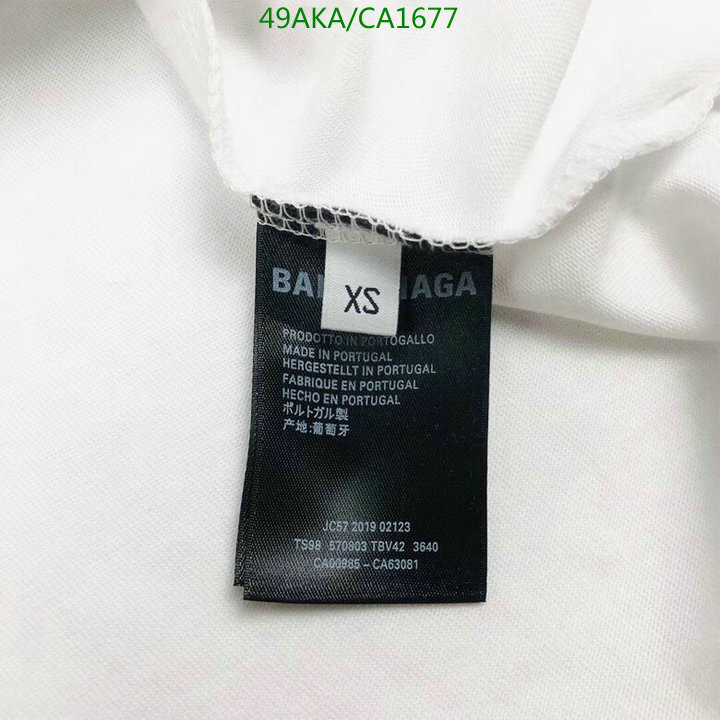 49AKA/CA1677
XS
PRODOTTO IN PORTOGALLO
MADE IN PORTUGAL
HERGESTELLT IN PORTUGAL
FABRIQUE EN PORTUGAL
HECHO EN PORTUGAL
ポルトガル製
产地:葡萄牙
JC57 2019 02123
TS98 570803 TBV42 3640
CA00985 - CA63081